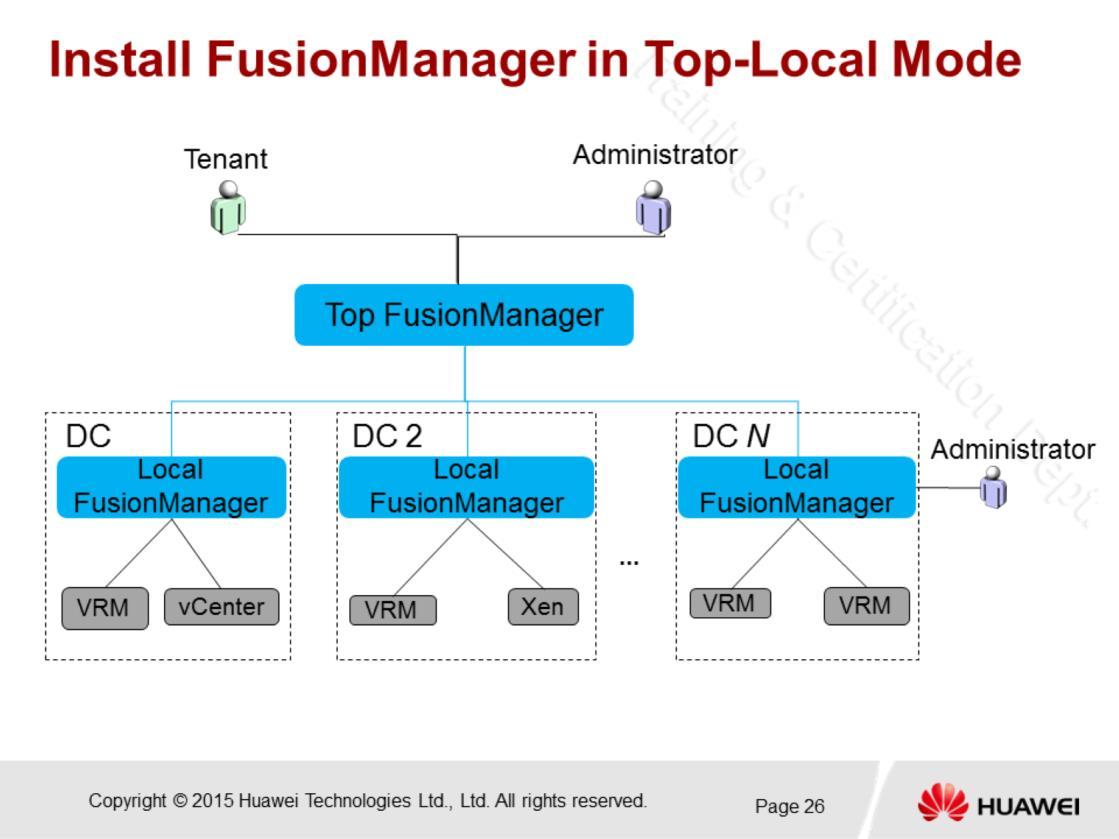 Install FusionManager in Top-Local Mode
Training & Certification Dept.
Tenant
Administrator
Top FusionManager
DC
Local
FusionManager
VRM
vCenter
DC 2
Local
FusionManager
VRM
Xen
...
DC N
Local
FusionManager
VRM
VRM
Administrator
Copyright © 2015 Huawei Technologies Ltd., Ltd. All rights reserved.
Page 26
HUAWEI